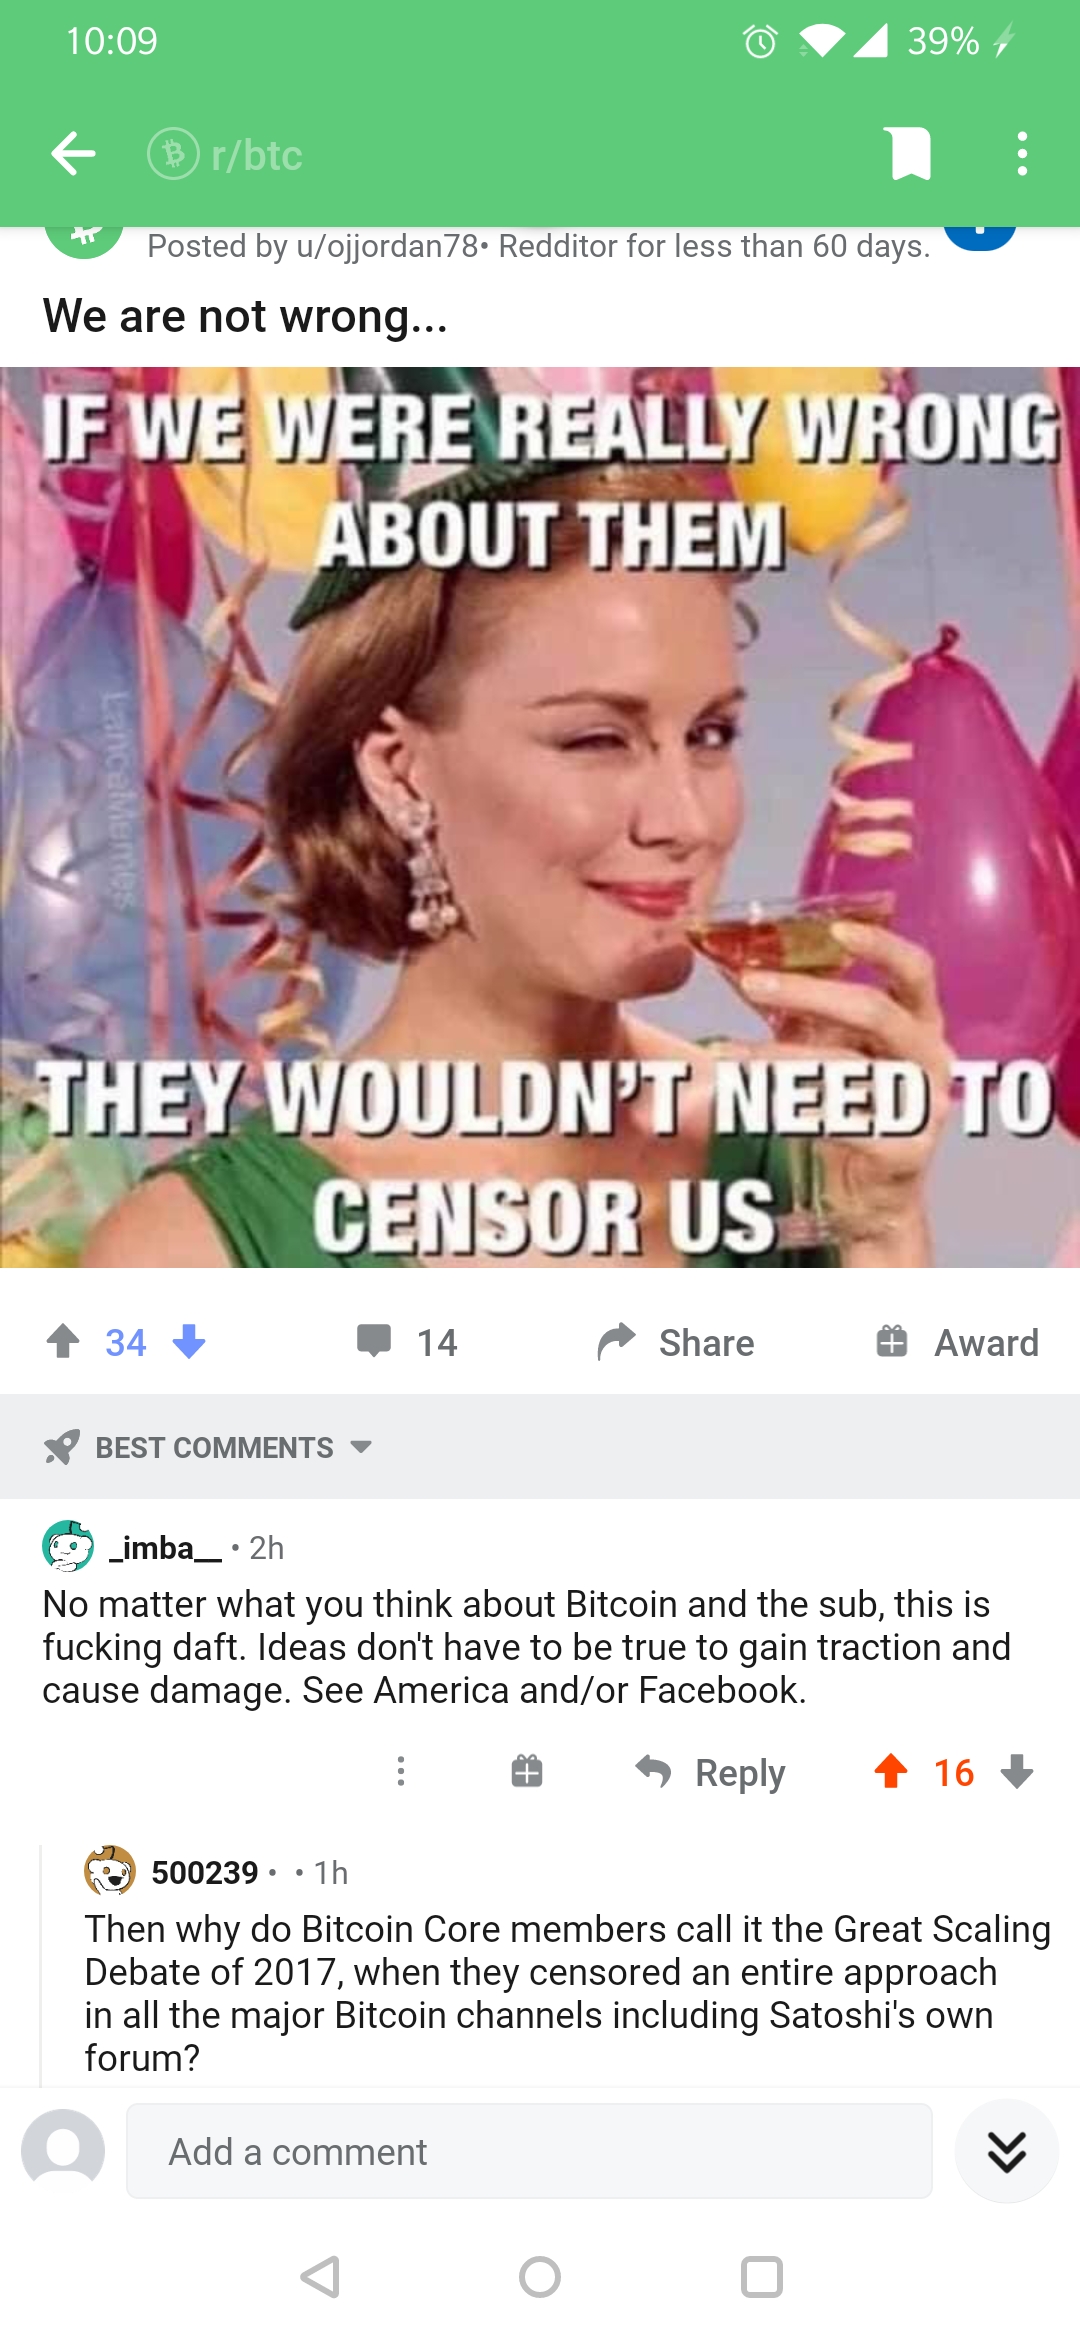 10:09
39%
r/btc
Posted by u/ojjordan78• Redditor for less than 60 days.
We are not wrong...
IF WE WERE REALLY WRONG
ABOUT THEM
LancelMemes
THEY WOULDN'T NEED TO
CENSOR US
34
14
Share
Award
BEST COMMENTS
_imba__ • 2h
No matter what you think about Bitcoin and the sub, this is
fucking daft. Ideas don't have to be true to gain traction and
cause damage. See America and/or Facebook.
Reply
16
500239 • • 1h
Then why do Bitcoin Core members call it the Great Scaling
Debate of 2017, when they censored an entire approach
in all the major Bitcoin channels including Satoshi's own
forum?
Add a comment